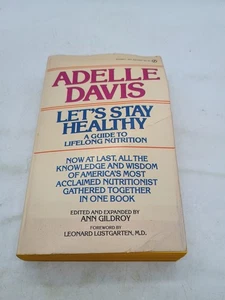 ADELLE
DAVIS
LET'S STAY
HEALTHY
A GUIDE TO
LIFELONG NUTRITION
NOW AT LAST, ALL THE
KNOWLEDGE AND WISDOM
OF AMERICA'S MOST
ACCLAIMED NUTRITIONIST
GATHERED TOGETHER
IN ONE BOOK
EDITED AND EXPANDED BY
ANN GILDROY
FOREWORD BY
LEONARD LUSTGARTEN, M.D.